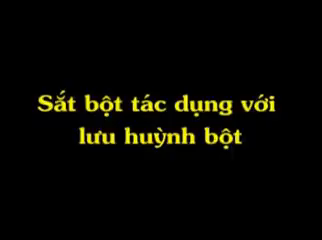 Sắt bột tác dụng với
lưu huỳnh bột